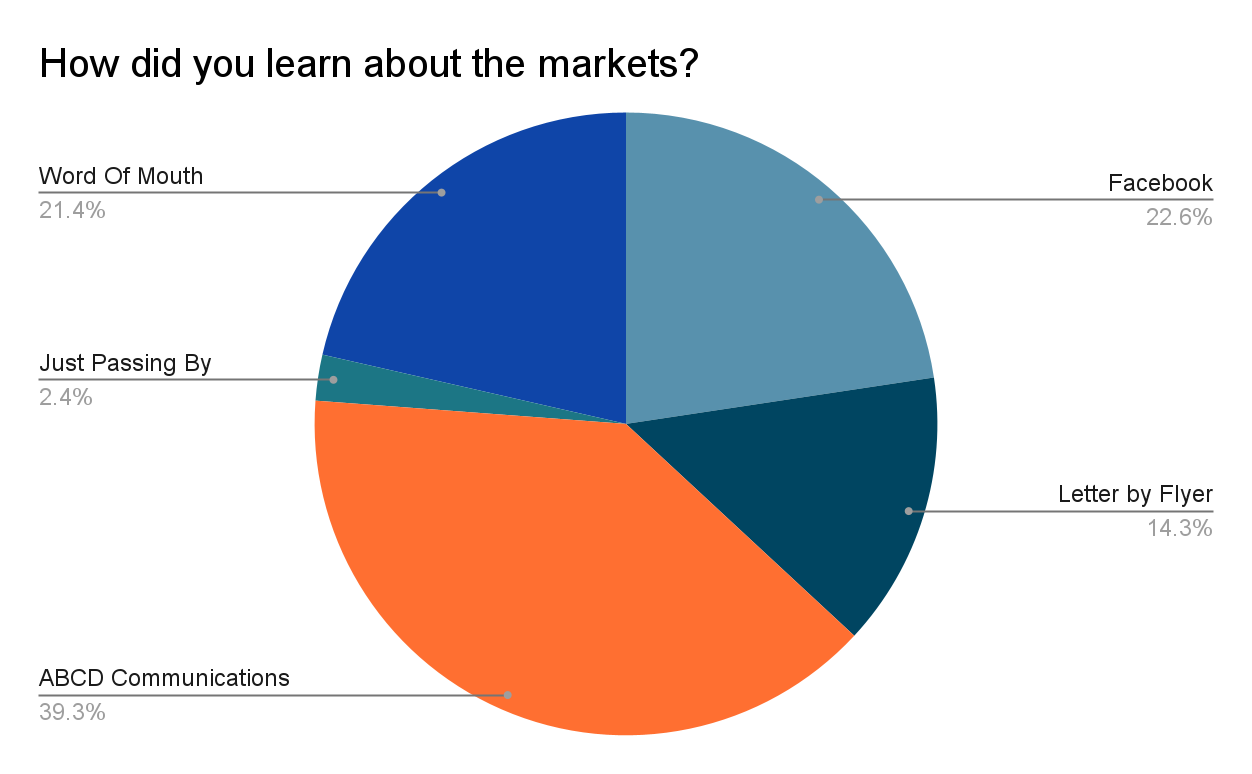 How did you learn about the markets?
Word Of Mouth
21.4%
Facebook
22.6%
Just Passing By
2.4%
Letter by Flyer
14.3%
ABCD Communications
39.3%